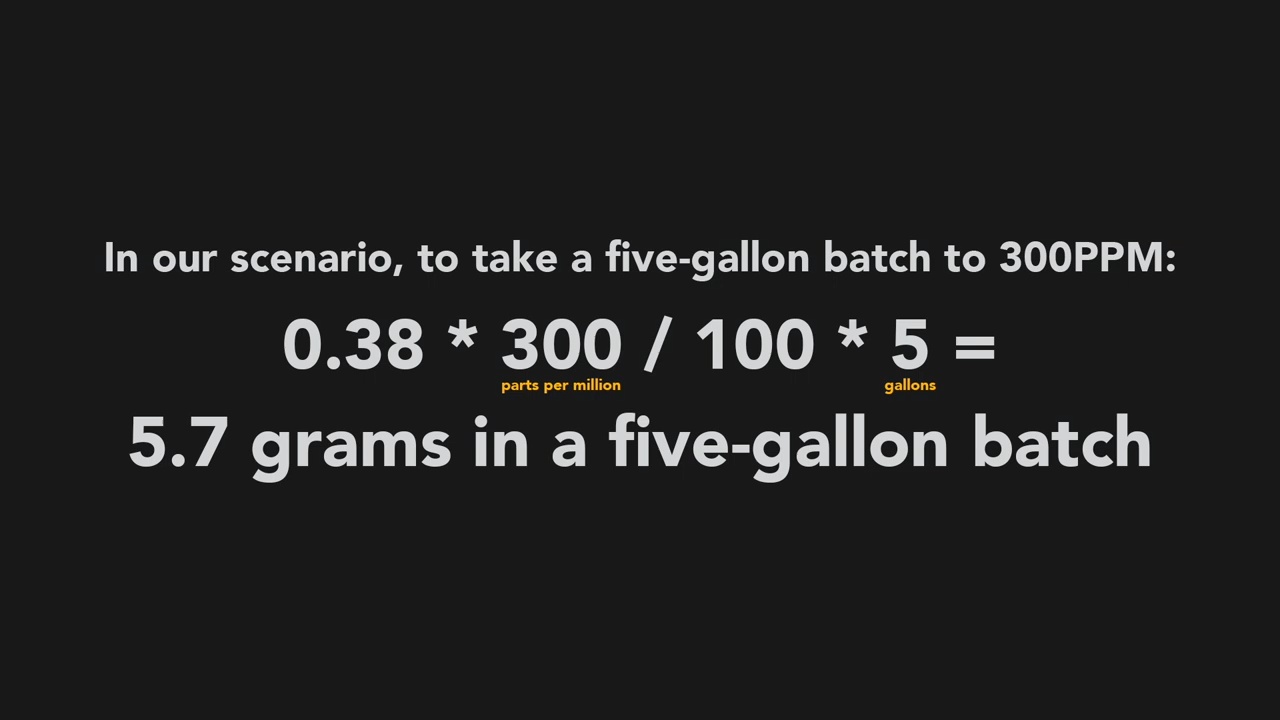 In our scenario, to take a five-gallon batch to 300PPM:
0.38 * 300 / 100 * 5 =
parts per million gallons
5.7 grams in a five-gallon batch